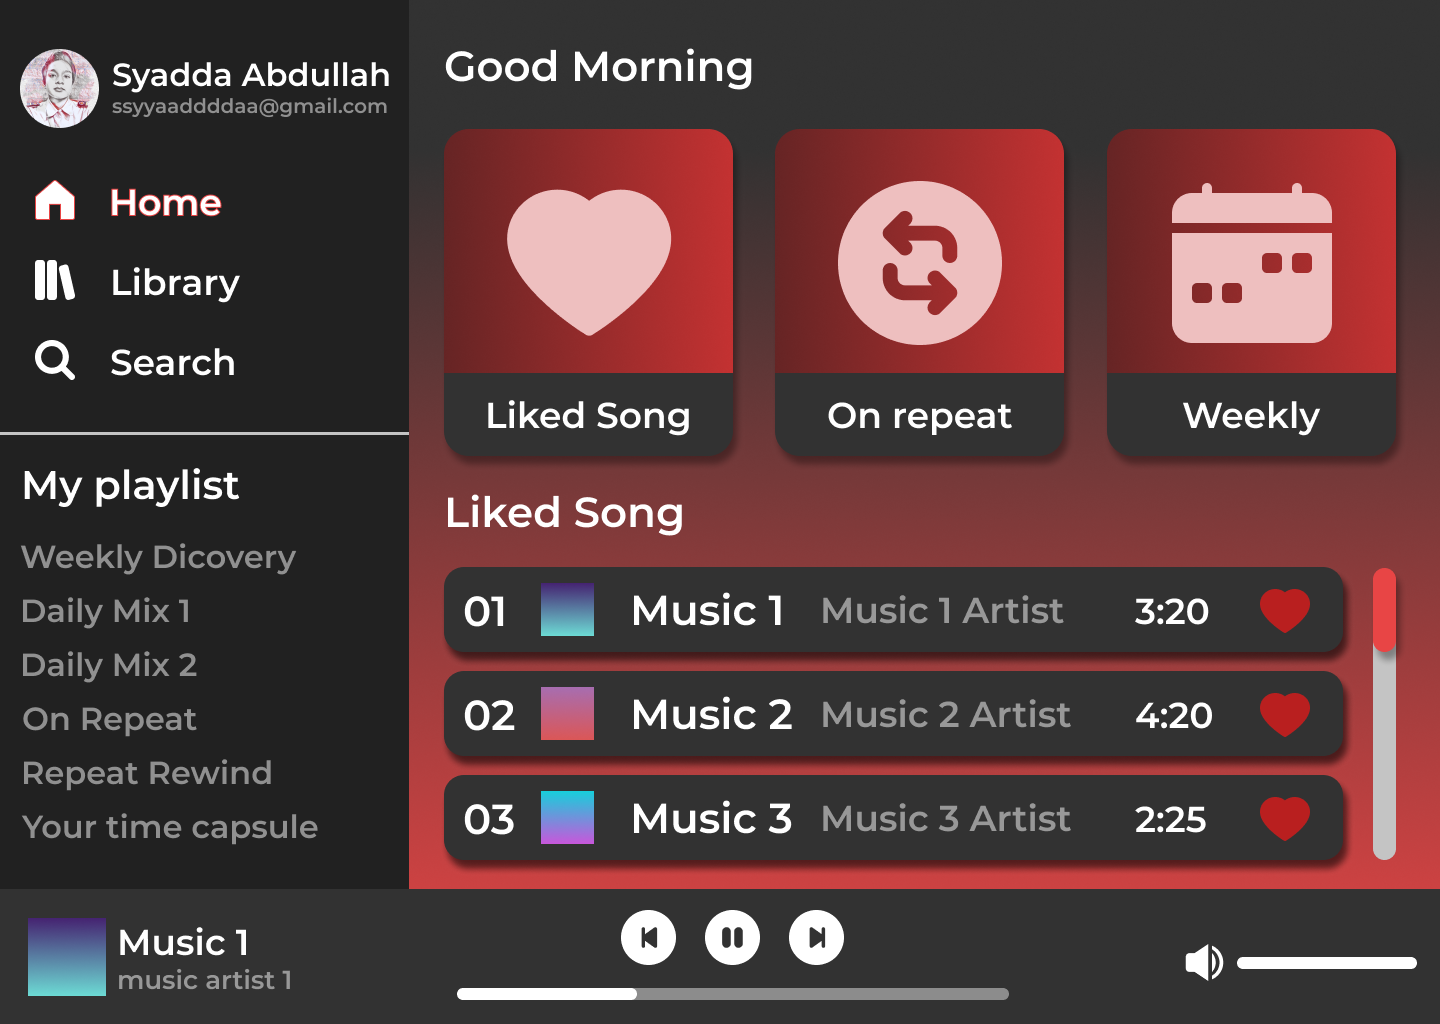 Syadda Abdullah
ssyyaaddddaa@gmail.com
Home
Library
Search
My playlist
Weekly Dicovery
Daily Mix 1
Daily Mix 2
On Repeat
Repeat Rewind
Your time capsule
Good Morning
Liked Song
On repeat
Weekly
Liked Song
01 Music 1 Music 1 Artist 3:20
02 Music 2 Music 2 Artist 4:20
03 Music 3 Music 3 Artist 2:25
Music 1
music artist 1